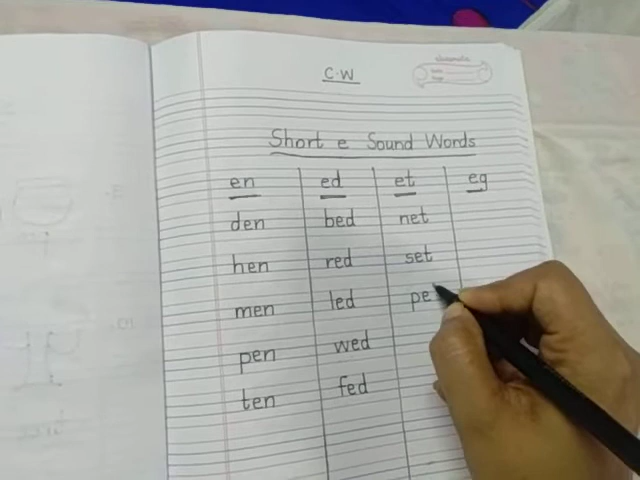 C.W
Short e Sound Words
en ed et eg
den bed net
hen red set
men led pe
pen wed
ten fed